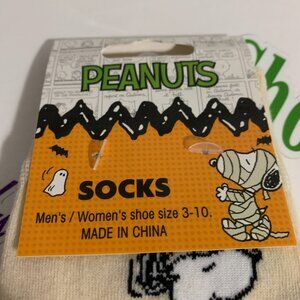 PEANUTS
SOCKS
Men's / Women's shoe size 3-10.
MADE IN CHINA